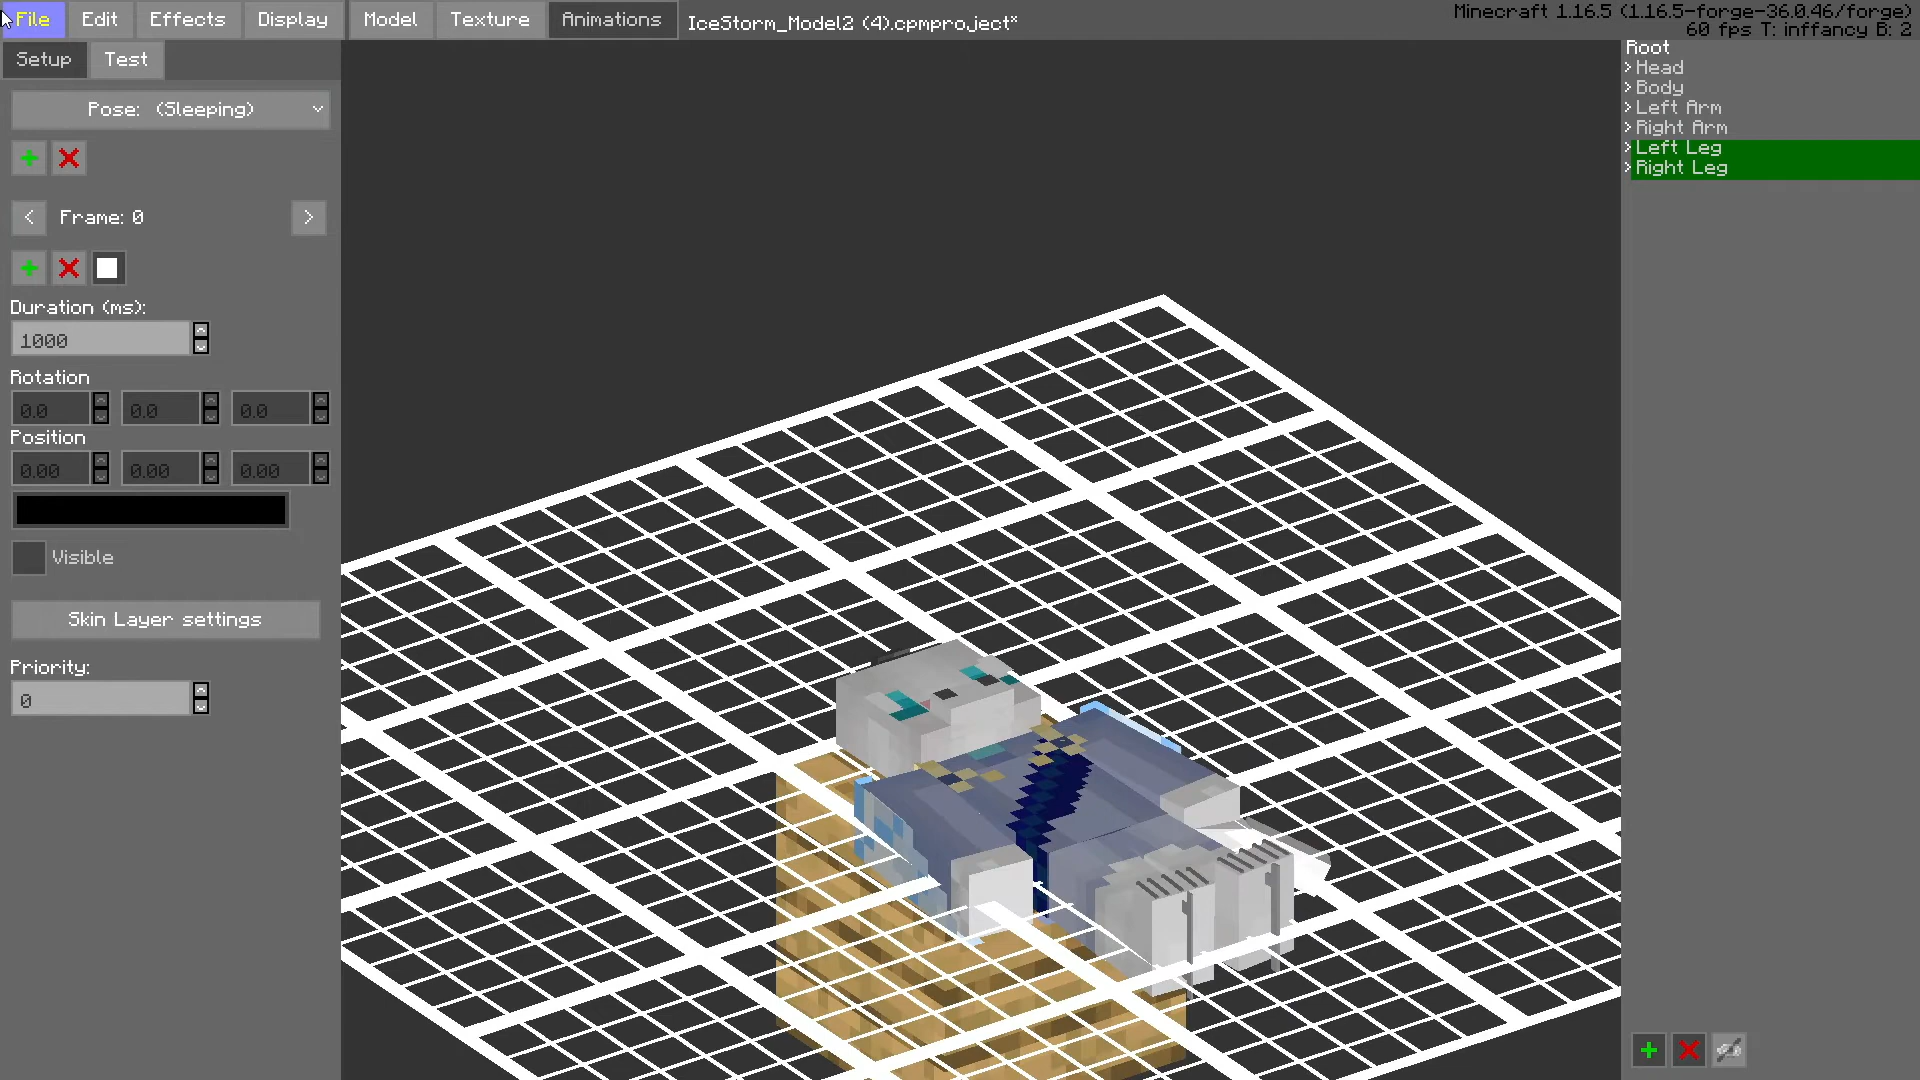 File Edit Effects Display Model Texture Animations IceStorm_Model2 (4).cpmproject*
Minecraft 1.16.5 (1.16.5-forge-36.0.46/forge)
60 fps T: inffancy B: 2
Setup Test
Pose: (Sleeping)
+ X
< Frame: 0 >
+ X
Duration (ms):
1000
Rotation
0.0 0.0 0.0
Position
0.00 0.00 0.00
Visible
Skin Layer settings
Priority:
0
Root
> Head
> Body
> Left Arm
> Right Arm
> Left Leg
> Right Leg
+ X